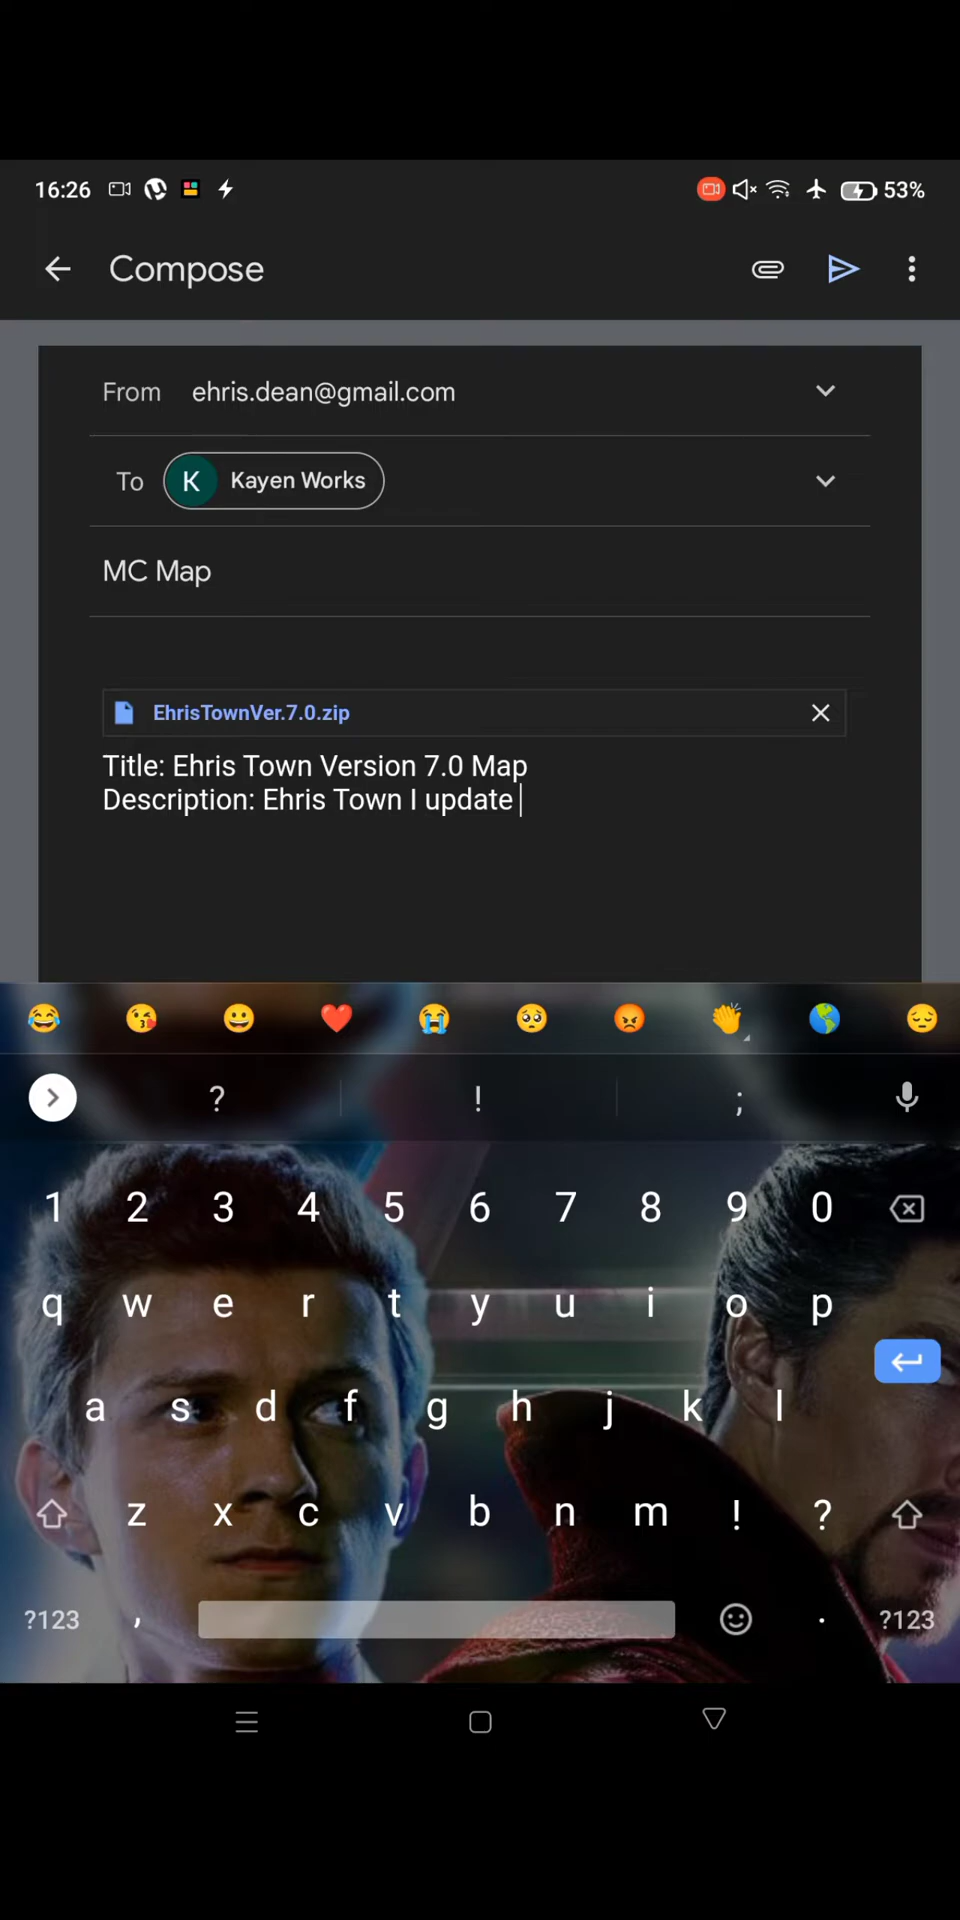 16:26
53%
Compose
From ehris.dean@gmail.com
To K Kayen Works
MC Map
EhrisTownVer.7.0.zip
Title: Ehris Town Version 7.0 Map
Description: Ehris Town I update
? ! ;
1 2 3 4 5 6 7 8 9 0
q w e r t y u i o p
a s d f g h j k l
z x c v b n m ! ?
?123 , . ?123